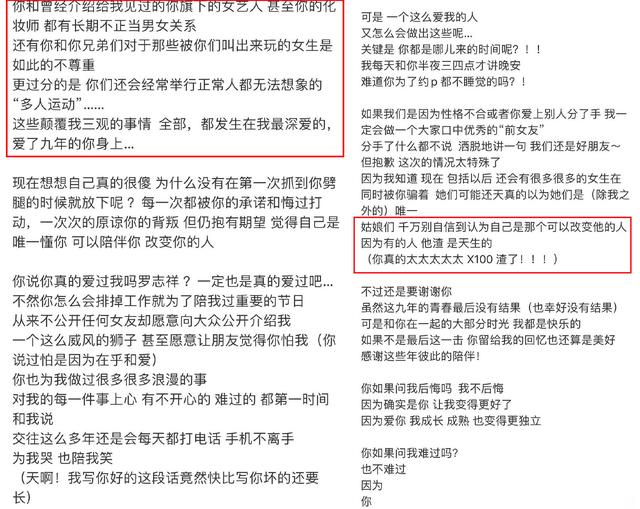 你和曾经介绍给我见过的你旗下的女艺人 甚至你的化
妆师 都有长期不正当男女关系
还有你和你兄弟们对于那些被你们叫出来玩的女生是
如此的不尊重
更过分的是 你们还会经常举行正常人都无法想象的
“多人运动”......
这些颠覆我三观的事情 全部，都发生在我最深爱的，
爱了九年的你身上...
现在想想自己真的很傻 为什么没有在第一次抓到你劈
腿的时候就放下呢？ 每一次都被你的承诺和悔过打
动，一次次的原谅你的背叛 但仍抱有期望 觉得自己是
唯一懂你 可以陪伴你 改变你的人
你说你真的爱过我吗罗志祥？ 一定也是真的爱过吧...
不然你怎么会排掉工作就为了陪我过重要的节日
从来不公开任何女友却愿意向大众公开介绍我
一个这么威风的狮子 甚至愿意让朋友觉得你怕我（你
说过怕是因为在乎和爱）
你也为我做过很多很多浪漫的事
对我的每一件事上心 有不开心的 难过的 都第一时间
和我说
交往这么多年还是会每天都打电话 手机不离手
为我哭 也陪我笑
（天啊！我写你好的这段话竟然快比写你坏的还要
长）
可是 一个这么爱我的人
又怎么会做出这些呢...
关键是 你都是哪儿来的时间呢？！！
我每天和你半夜三四点才讲晚安
难道你为了约p 都不睡觉的吗？！
如果我们是因为性格不合或者你爱上别人分了手 我一
定会做一个大家口中优秀的“前女友”
分手了什么都不说 洒脱地讲一句 我们还是好朋友~
但抱歉 这次的情况太特殊了
因为我知道 现在 包括以后 还会有很多很多的女生在
同时被你骗着 她们可能还天真的以为她们是（除我之
外的）唯一
姑娘们 千万别自信到认为自己是那个可以改变他的人
因为有的人 他渣 是天生的
（你真的太太太太太 X100 渣了！！！）
不过还是要谢谢你
虽然这九年的青春最后没有结果（也幸好没有结果）
可是和你在一起的大部分时光 我都是快乐的
如果不是最后这一击 你留给我的回忆也还算是美好
感谢这些年彼此的陪伴！
你如果问我后悔吗 我不后悔
因为确实是你 让我变得更好了
因为爱你 我成长 成熟 也变得更独立
你如果问我难过吗？
也不难过
因为
你